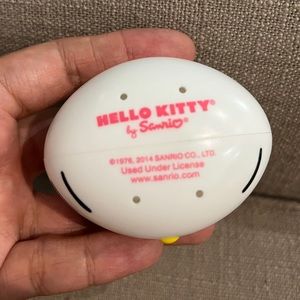 HELLO KITTY®
by Sanrio
©1976, 2014 SANRIO CO., LTD.
Used Under License
www.sanrio.com